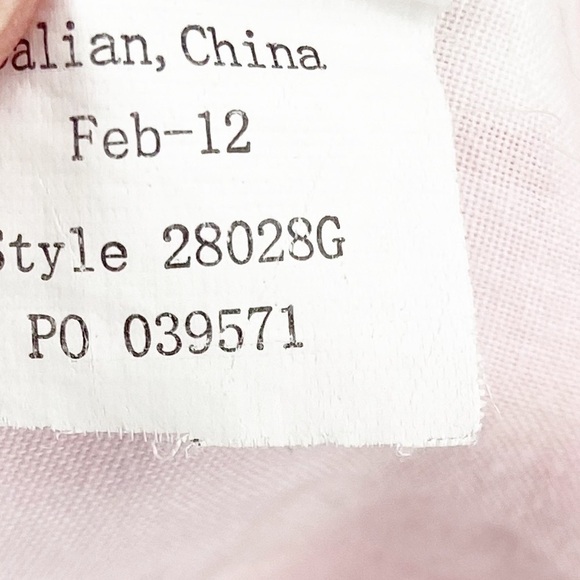 alian, China
Feb-12
Style 28028G
PO 039571